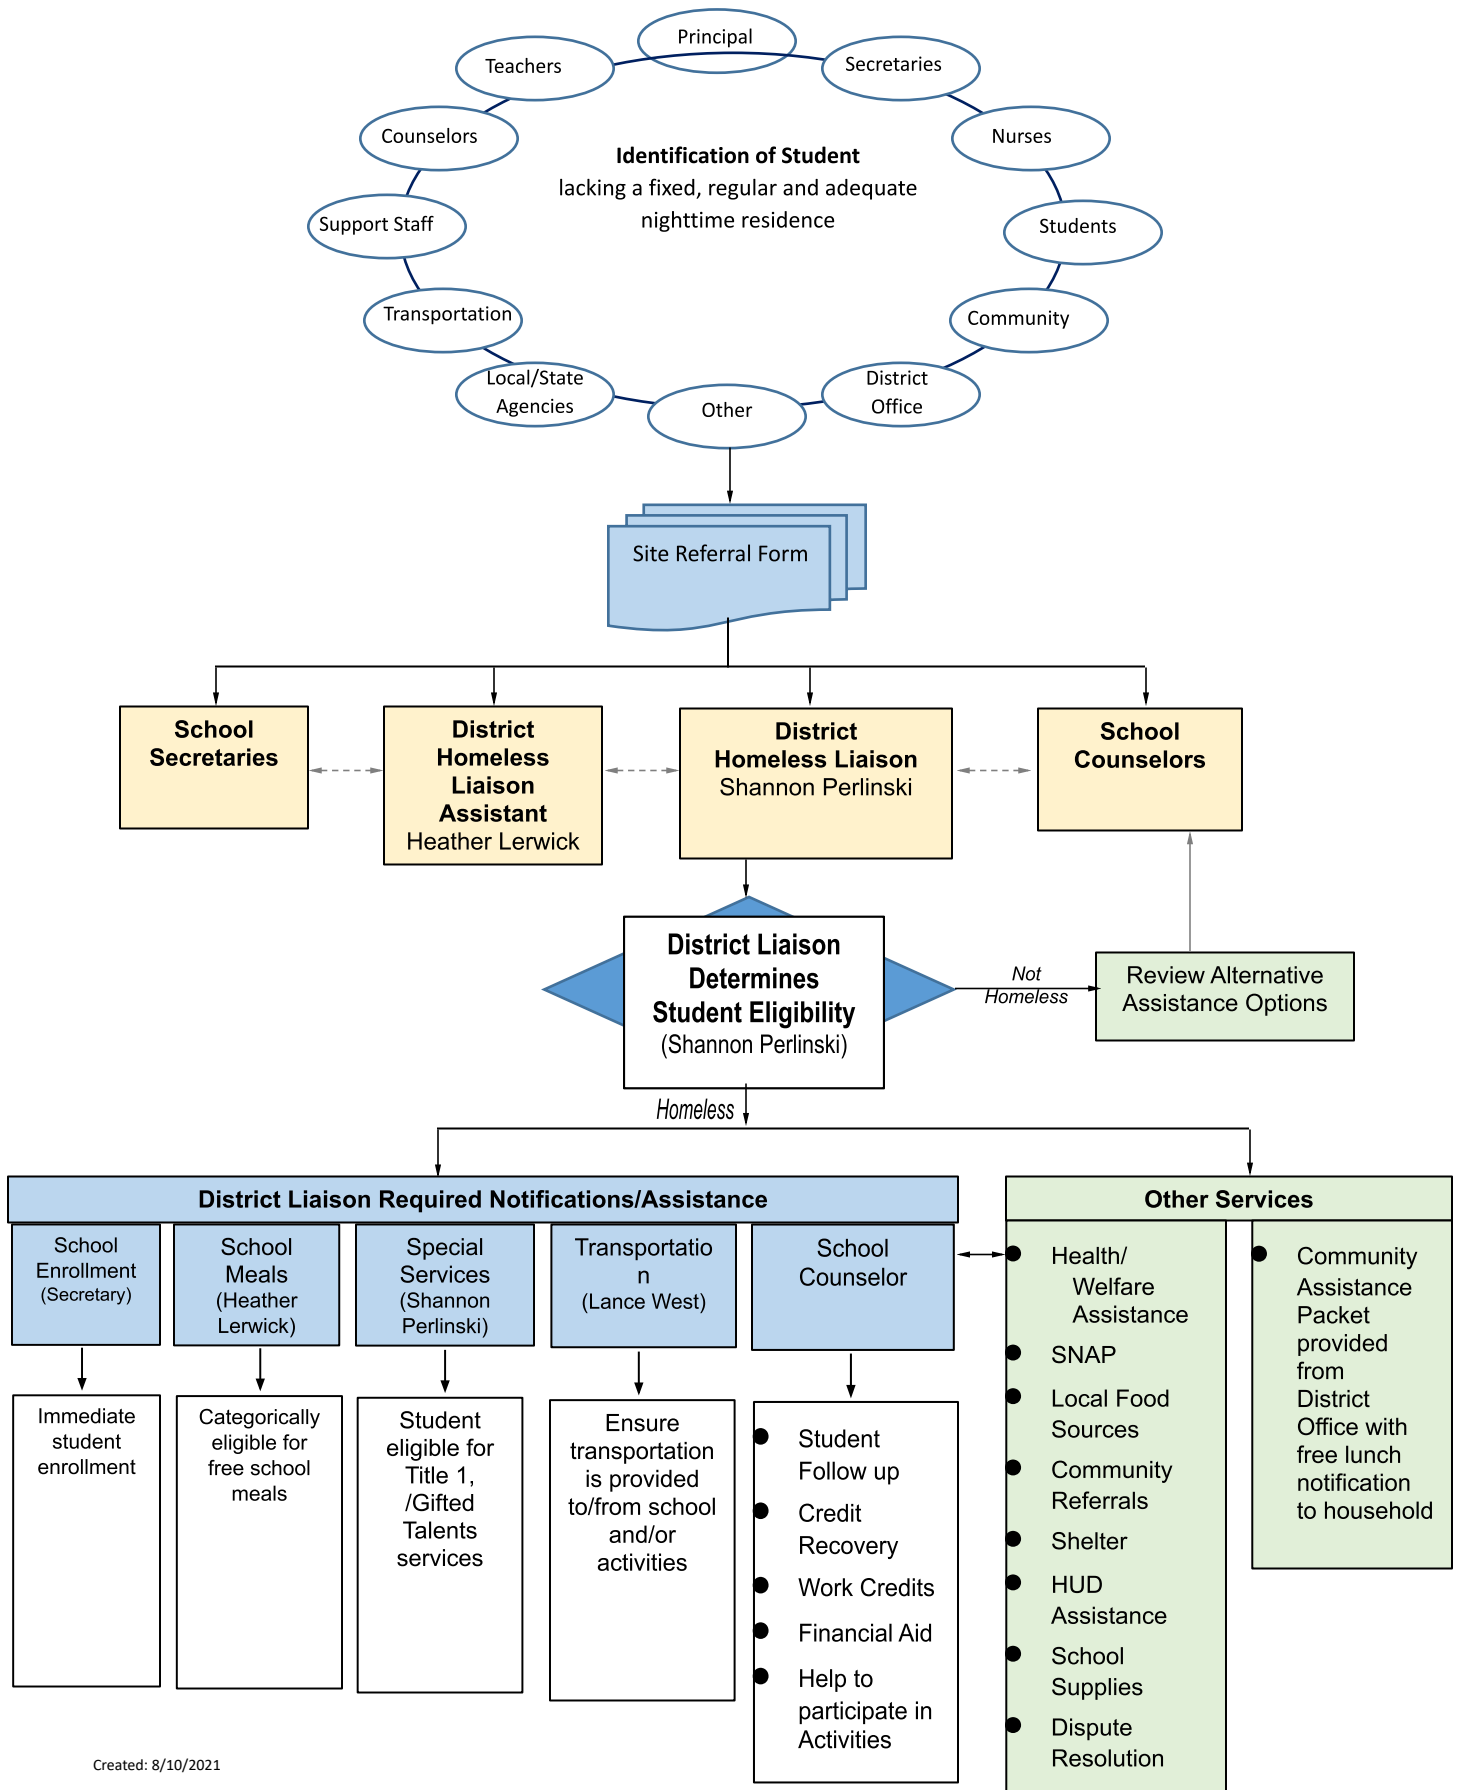 Principal
Teachers
Secretaries
Counselors
Nurses
Identification of Student
lacking a fixed, regular and adequate
nighttime residence
Support Staff
Students
Transportation
Community
Local/State
Agencies
District
Office
Other
Site Referral Form
School
Secretaries
District
Homeless
Liaison
Assistant
Heather Lerwick
District
Homeless Liaison
Shannon Perlinski
School
Counselors
District Liaison
Determines
Student Eligibility
(Shannon Perlinski)
Not
Homeless
Review Alternative
Assistance Options
Homeless
District Liaison Required Notifications/Assistance
School
Enrollment
(Secretary)
School
Meals
(Heather
Lerwick)
Special
Services
(Shannon
Perlinski)
Transportatio
n
(Lance West)
School
Counselor
Immediate
student
enrollment
Categorically
eligible for
free school
meals
Student
eligible for
Title 1,
/Gifted
Talents
services
Ensure
transportation
is provided
to/from school
and/or
activities
● Student
Follow up
● Credit
Recovery
● Work Credits
● Financial Aid
● Help to
participate in
Activities
Other Services
● Health/
Welfare
Assistance
● SNAP
● Local Food
Sources
● Community
Referrals
● Shelter
● HUD
Assistance
● School
Supplies
● Dispute
Resolution
● Community
Assistance
Packet
provided
from
District
Office with
free lunch
notification
to household
Created: 8/10/2021